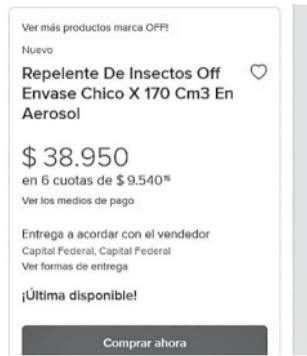 Ver más productos marca OFF!
Nuevo
Repelente De Insectos Off
Envase Chico X 170 Cm3 En
Aerosol
$ 38.950
en 6 cuotas de $ 9.540¹⁵
Ver los medios de pago
Entrega a acordar con el vendedor
Capital Federal, Capital Federal
Ver formas de entrega
¡Última disponible!
Comprar ahora